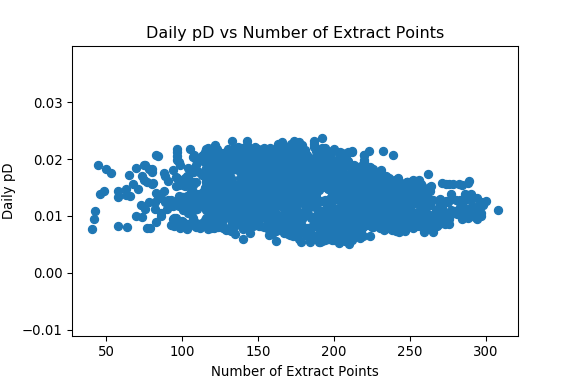 Daily pD vs Number of Extract Points
Daily pD
0.03
0.02
0.01
0.00
−0.01
50 100 150 200 250 300
Number of Extract Points